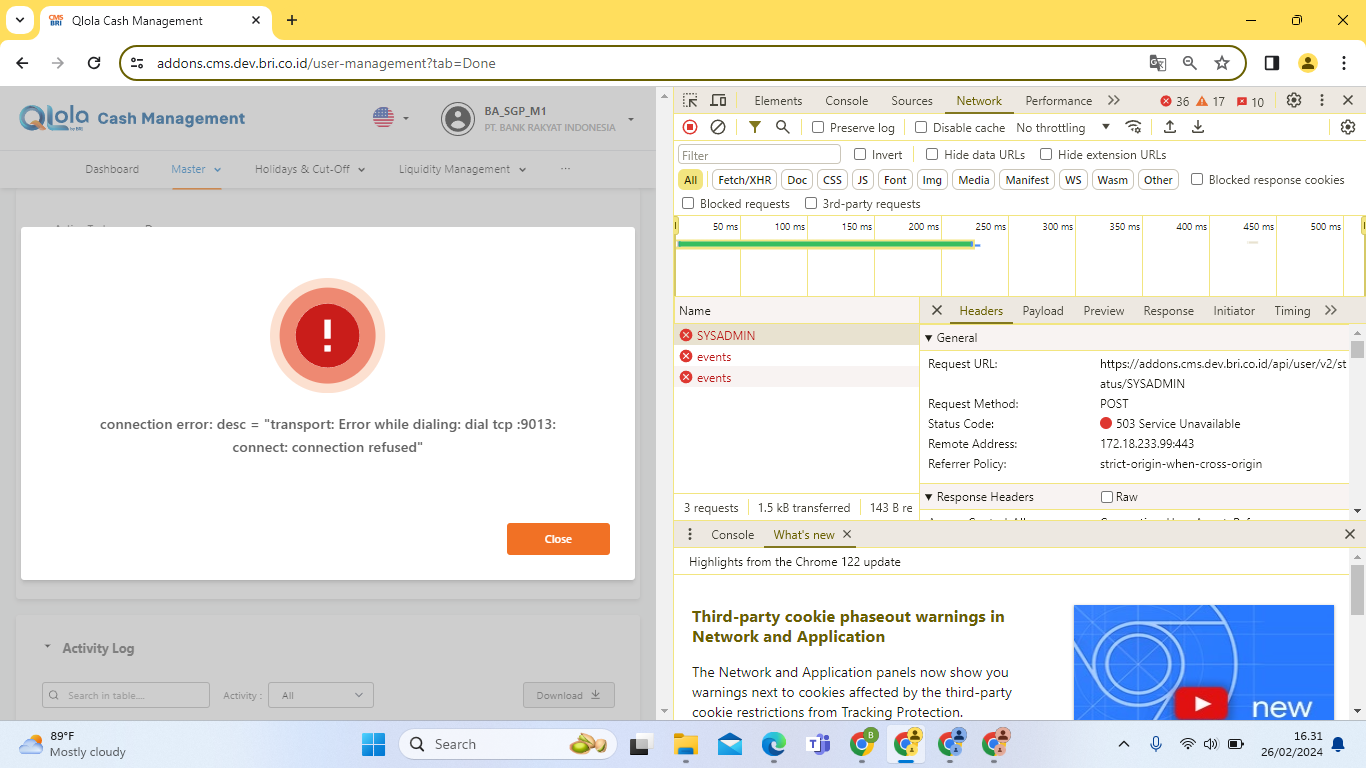 CMS BRI
Qlola Cash Management
addons.cms.dev.bri.co.id/user-management?tab=Done
QLola by BRI Cash Management
BA_SGP_M1
PT. BANK RAKYAT INDONESIA
Dashboard Master Holidays & Cut-Off Liquidity Management ...
connection error: desc = "transport: Error while dialing: dial tcp :9013:
connect: connection refused"
Close
Activity Log
Search in table...
Activity :
All
Download
Elements Console Sources Network Performance
36 17 10
Preserve log
Disable cache
No throttling
Filter
Invert
Hide data URLs
Hide extension URLs
All Fetch/XHR Doc CSS JS Font Img Media Manifest WS Wasm Other
Blocked response cookies
Blocked requests
3rd-party requests
50 ms 100 ms 150 ms 200 ms 250 ms 300 ms 350 ms 400 ms 450 ms 500 ms
Name
SYSADMIN
events
events
3 requests 1.5 kB transferred 143 B re
Headers Payload Preview Response Initiator Timing
General
Request URL: https://addons.cms.dev.bri.co.id/api/user/v2/st
atus/SYSADMIN
Request Method: POST
Status Code: 503 Service Unavailable
Remote Address: 172.18.233.99:443
Referrer Policy: strict-origin-when-cross-origin
Response Headers
Raw
Console What's new
Highlights from the Chrome 122 update
Third-party cookie phaseout warnings in
Network and Application
The Network and Application panels now show you
warnings next to cookies affected by the third-party
cookie restrictions from Tracking Protection.
new
89°F
Mostly cloudy
Search
B
16.31
26/02/2024